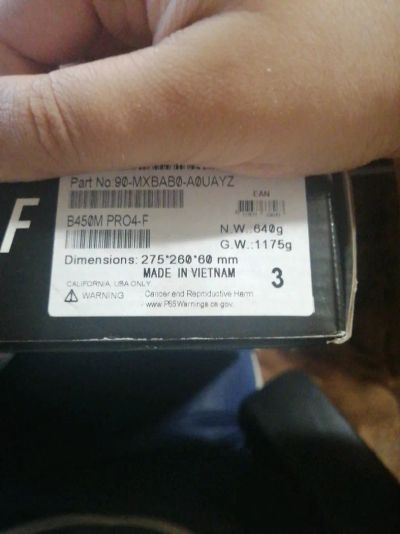 F
Part No 90-MXBAB0-A0UAYZ
EAN
B450M PRO4-F
N.W. 640g
G.W.:1175g
Dimensions: 275*260*60 mm
MADE IN VIETNAM
3
CALIFORNIA, USA ONLY
WARNING Cancer and Reproductive Harm
www.P65Warnings.ca.gov.